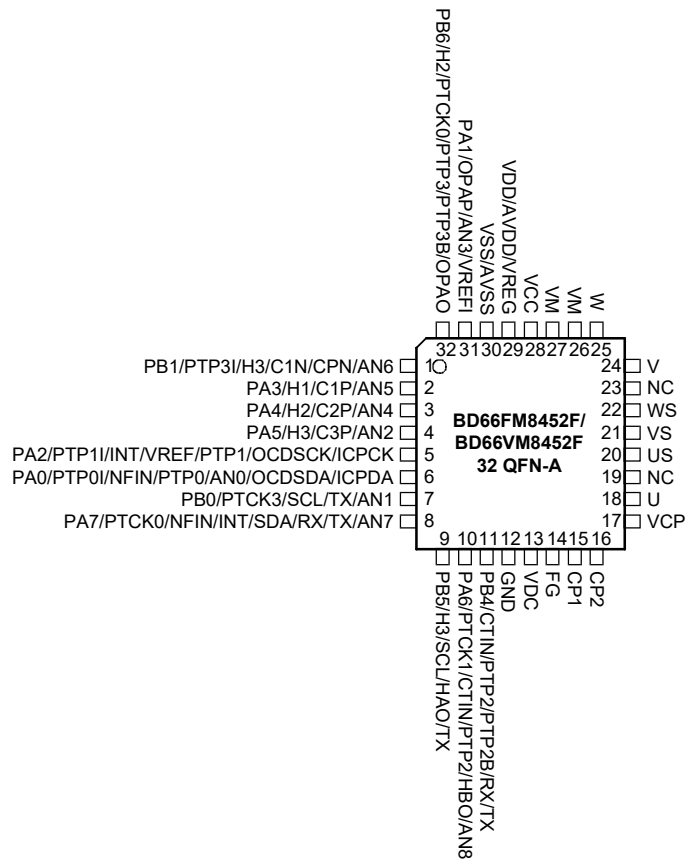 PB6/H2/PTCK0/PTP3/PTP3B/OPAO
PA1/OPAP/AN3/VREFI
VSS/AVSS
VDD/AVDD/VREG
VCC
VM
VM
W
32 31 30 29 28 27 26 25
PB1/PTP3I/H3/C1N/CPN/AN6 1
PA3/H1/C1P/AN5 2
PA4/H2/C2P/AN4 3
PA5/H3/C3P/AN2 4
PA2/PTP1I/INT/VREF/PTP1/OCDSCK/ICPCK 5
PA0/PTP0I/NFIN/PTP0/AN0/OCDSDA/ICPDA 6
PB0/PTCK3/SCL/TX/AN1 7
PA7/PTCK0/NFIN/INT/SDA/RX/TX/AN7 8
BD66FM8452F/
BD66VM8452F
32 QFN-A
24 V
23 NC
22 WS
21 VS
20 US
19 NC
18 U
17 VCP
9 10 11 12 13 14 15 16
PB5/H3/SCL/HAO/TX
PA6/PTCK1/CTIN/PTP2/HBO/AN8
PB4/CTIN/PTP2/PTP2B/RX/TX
GND
VDC
FG
CP1
CP2